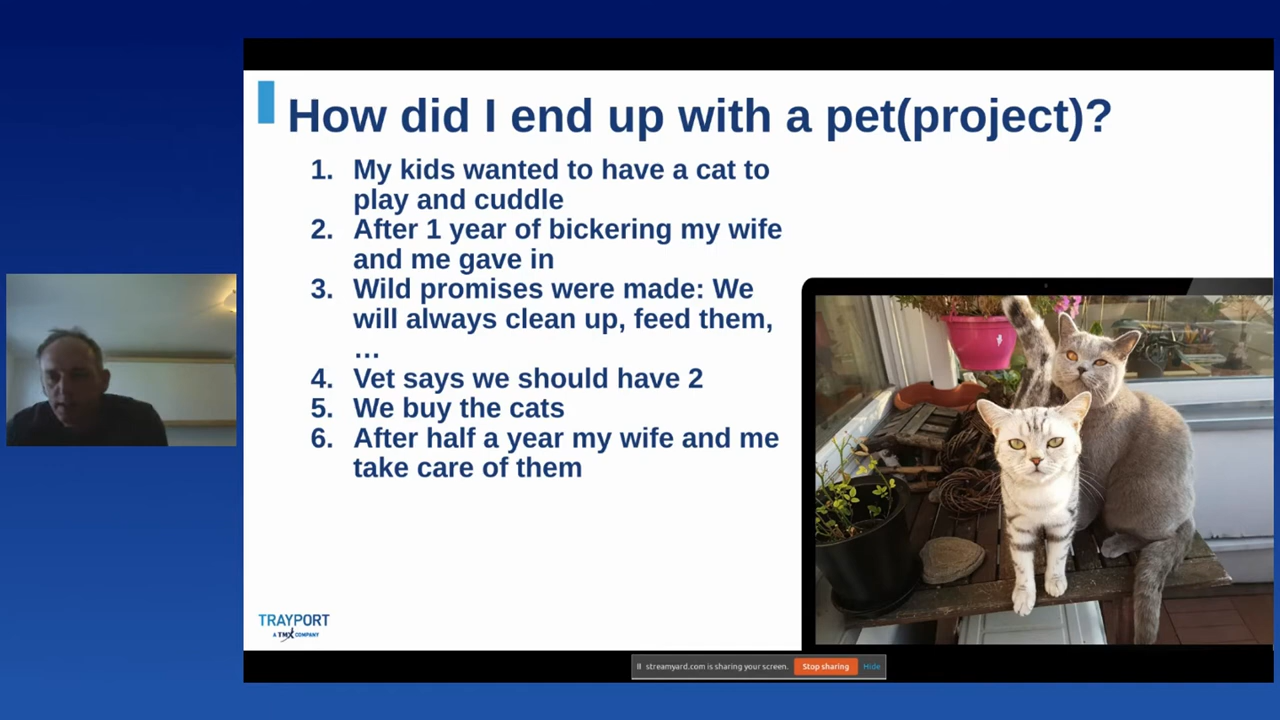 How did I end up with a pet(project)?
1. My kids wanted to have a cat to
play and cuddle
2. After 1 year of bickering my wife
and me gave in
3. Wild promises were made: We
will always clean up, feed them,
…
4. Vet says we should have 2
5. We buy the cats
6. After half a year my wife and me
take care of them
TRAYPORT
A TMX COMPANY
streamyard.com is sharing your screen. Stop sharing Hide